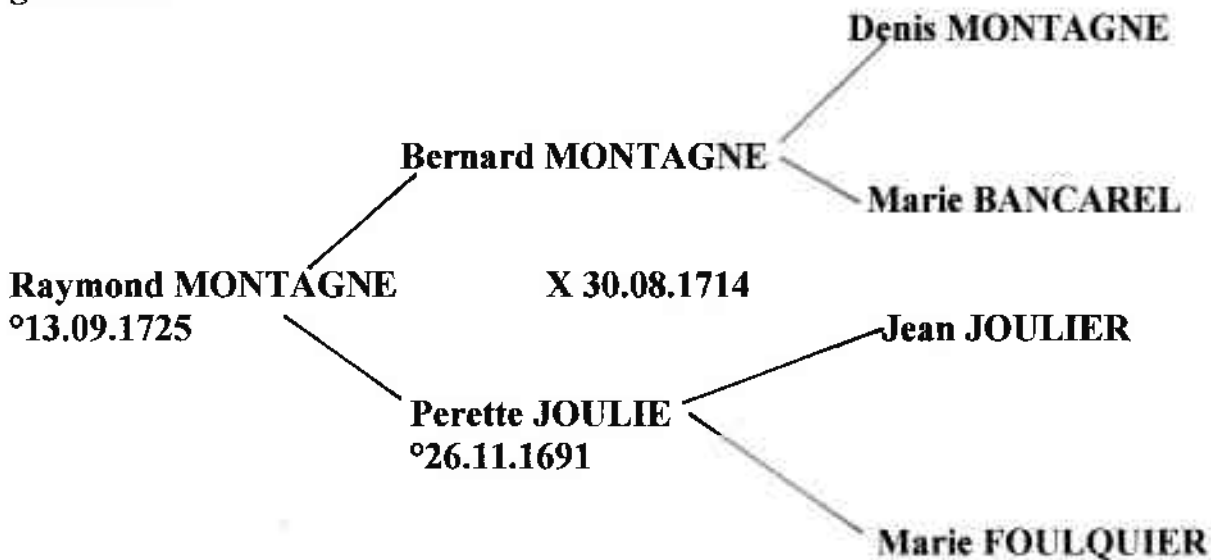 Denis MONTAGNE
Bernard MONTAGNE
Marie BANCAREL
Raymond MONTAGNE
X 30.08.1714
°13.09.1725
Jean JOULIER
Perette JOULIE
°26.11.1691
Marie FOULQUIER